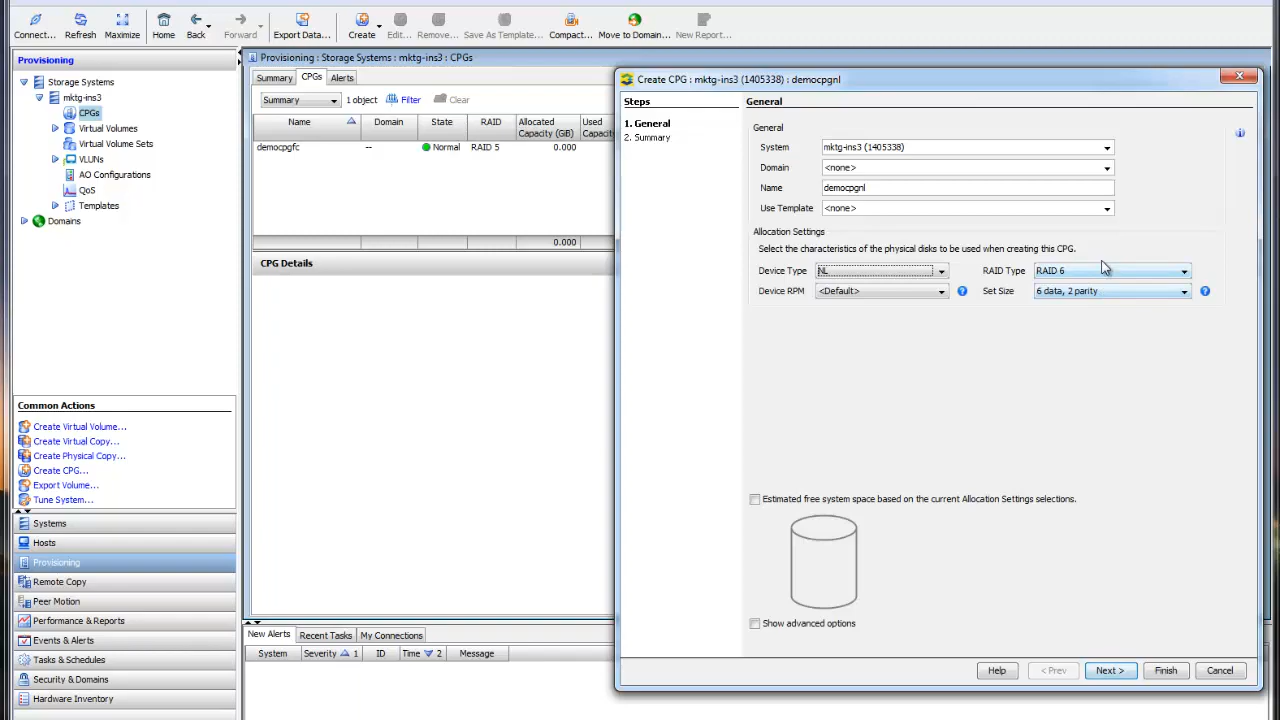 Connect...
Refresh
Maximize
Home
Back
Forward
Export Data...
Create
Edit...
Remove...
Save As Template...
Compact...
Move to Domain...
New Report...
Provisioning
Storage Systems
mktg-ins3
CPGs
Virtual Volumes
Virtual Volume Sets
VLUNs
AO Configurations
QoS
Templates
Domains
Common Actions
Create Virtual Volume...
Create Virtual Copy...
Create Physical Copy...
Create CPG...
Export Volume...
Tune System...
Systems
Hosts
Provisioning
Remote Copy
Peer Motion
Performance & Reports
Events & Alerts
Tasks & Schedules
Security & Domains
Hardware Inventory
Provisioning : Storage Systems : mktg-ins3 : CPGs
Summary CPGs Alerts
Summary 1 object Filter Clear
Name Domain State RAID Allocated Capacity (GiB) Used Capac
democpgfc -- Normal RAID 5 0.000
0.000
CPG Details
New Alerts Recent Tasks My Connections
System Severity 1 ID Time 2 Message
Create CPG : mktg-ins3 (1405338) : democpgnl
Steps
1. General
2. Summary
General
General
System mktg-ins3 (1405338)
Domain <none>
Name democpgnl
Use Template <none>
Allocation Settings
Select the characteristics of the physical disks to be used when creating this CPG.
Device Type NL RAID Type RAID 6
Device RPM <Default> Set Size 6 data, 2 parity
Estimated free system space based on the current Allocation Settings selections.
Show advanced options
Help < Prev Next > Finish Cancel